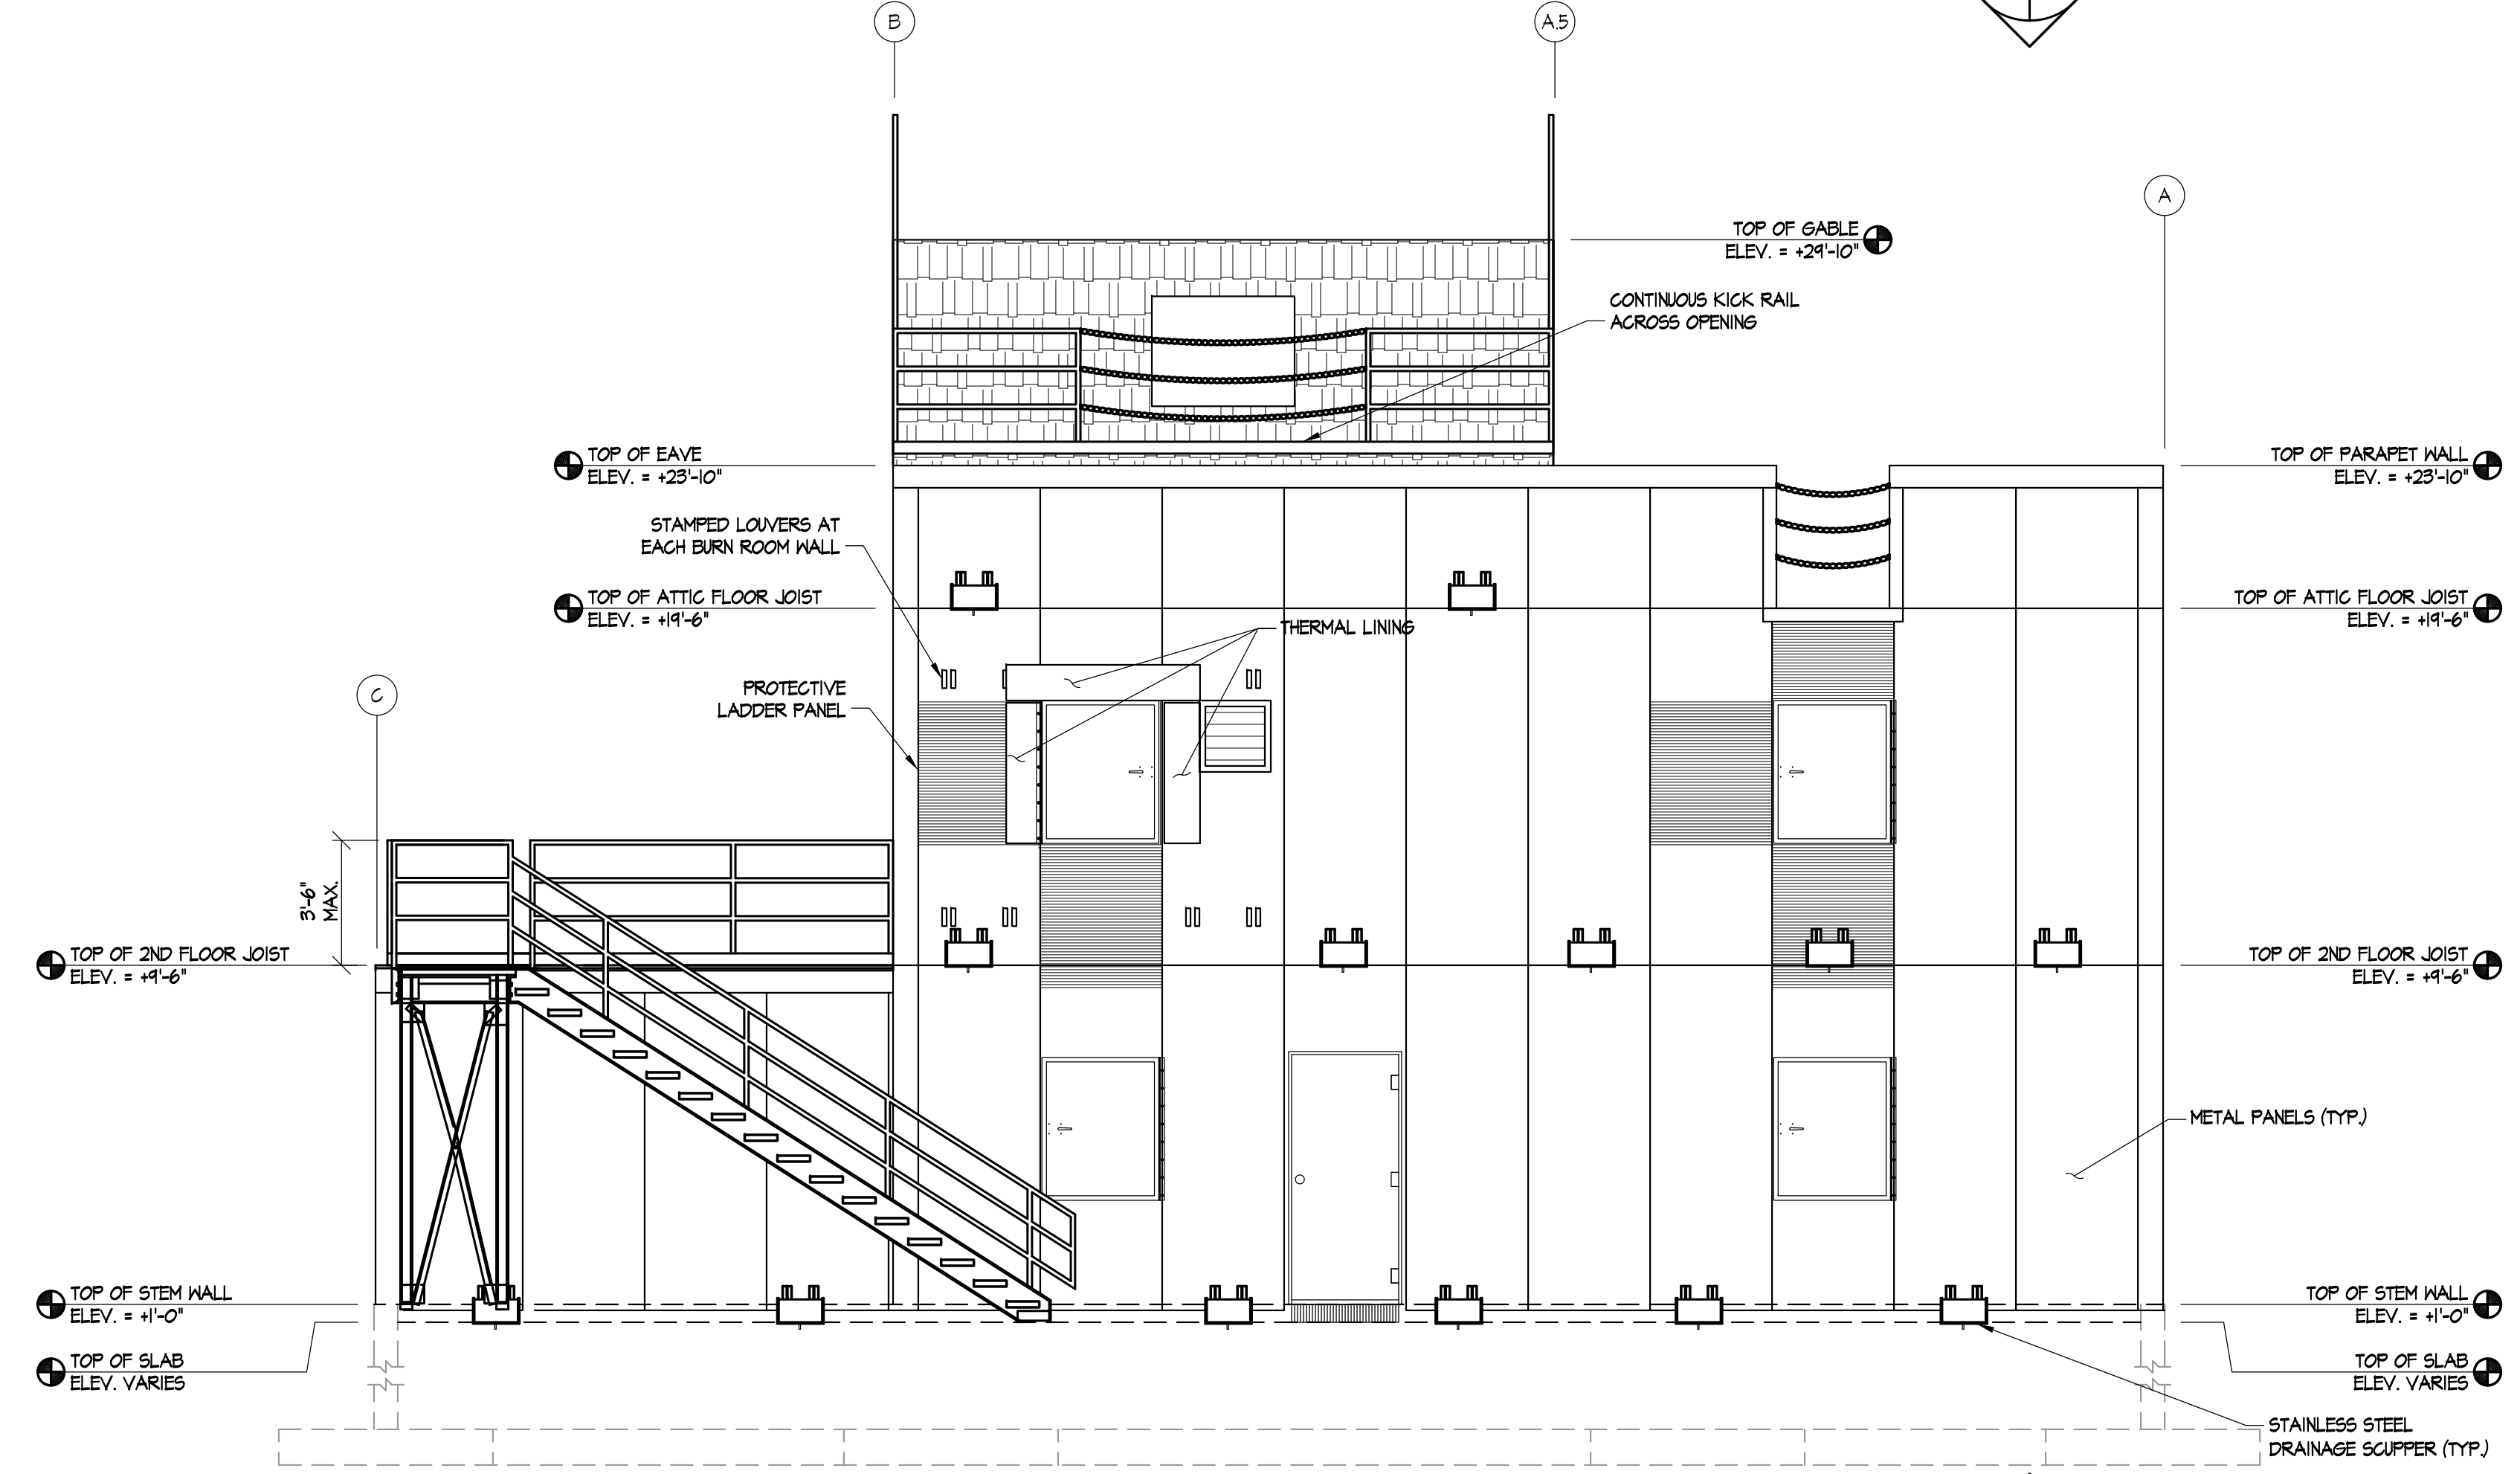 B
A.5
A
TOP OF GABLE
ELEV. = +29'-10"
CONTINUOUS KICK RAIL
ACROSS OPENING
TOP OF EAVE
ELEV. = +23'-10"
TOP OF PARAPET WALL
ELEV. = +23'-10"
STAMPED LOUVERS AT
EACH BURN ROOM WALL
TOP OF ATTIC FLOOR JOIST
ELEV. = +19'-6"
TOP OF ATTIC FLOOR JOIST
ELEV. = +19'-6"
THERMAL LINING
C
PROTECTIVE
LADDER PANEL
3'-6"
MAX.
TOP OF 2ND FLOOR JOIST
ELEV. = +9'-6"
TOP OF 2ND FLOOR JOIST
ELEV. = +9'-6"
METAL PANELS (TYP.)
TOP OF STEM WALL
ELEV. = +1'-0"
TOP OF STEM WALL
ELEV. = +1'-0"
TOP OF SLAB
ELEV. VARIES
TOP OF SLAB
ELEV. VARIES
STAINLESS STEEL
DRAINAGE SCUPPER (TYP.)